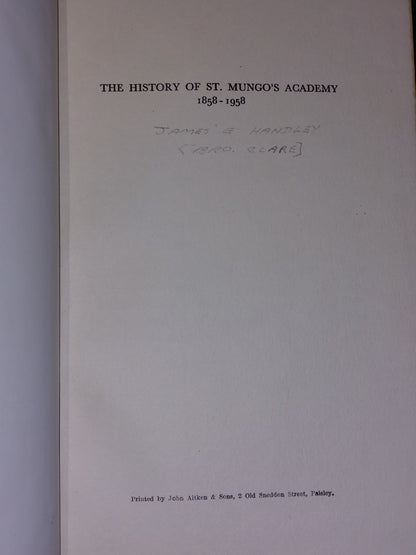 THE HISTORY OF ST. MUNGO'S ACADEMY
1858-1958
JAMES E HANDLEY
(BRO. CLARE]
Printed by John Aitken & Sons, 2 Old Sneddon Street, Paisley.